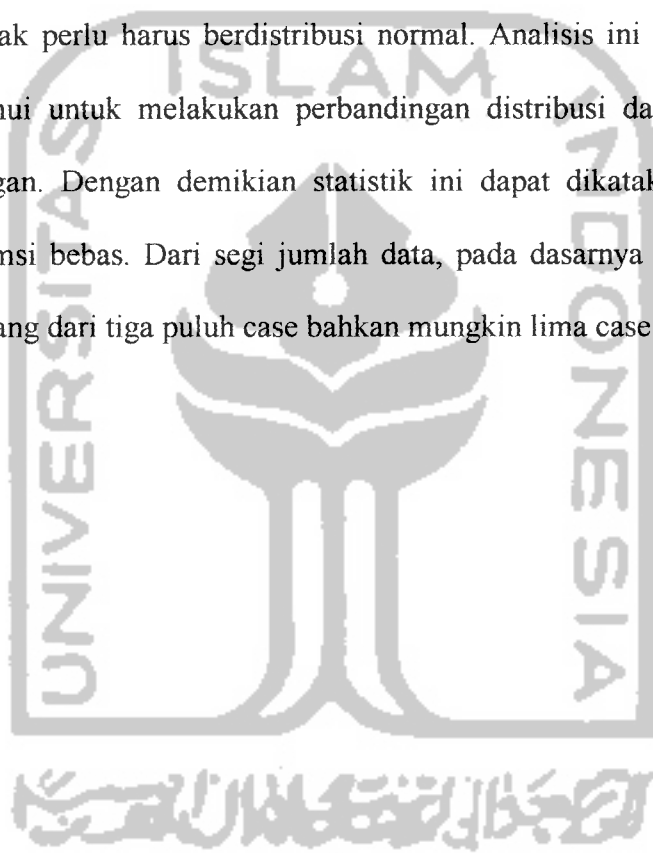 ak perlu harus berdistribusi normal. Analisis ini
nui untuk melakukan perbandingan distribusi da
gan. Dengan demikian statistik ini dapat dikatak
msi bebas. Dari segi jumlah data, pada dasarnya
ang dari tiga puluh case bahkan mungkin lima case
ISLAM
UNIVERSITAS
INDONESIA